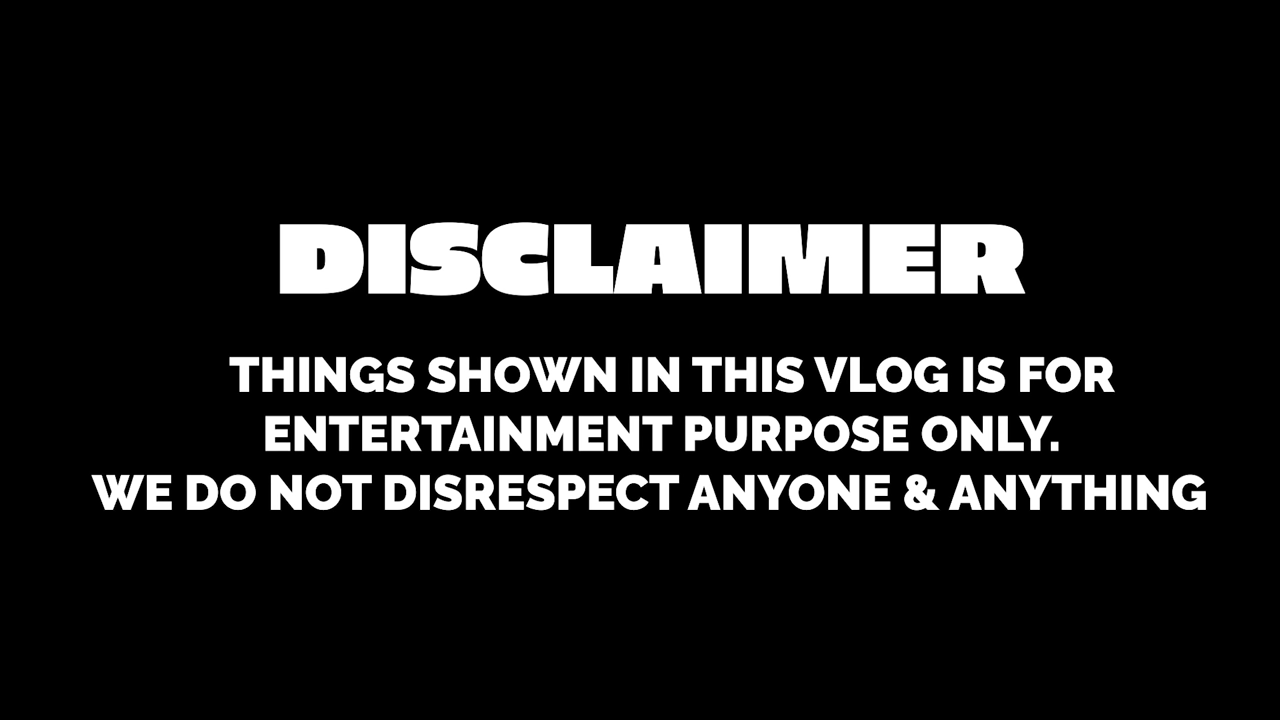 DISCLAIMER
THINGS SHOWN IN THIS VLOG IS FOR
ENTERTAINMENT PURPOSE ONLY.
WE DO NOT DISRESPECT ANYONE & ANYTHING